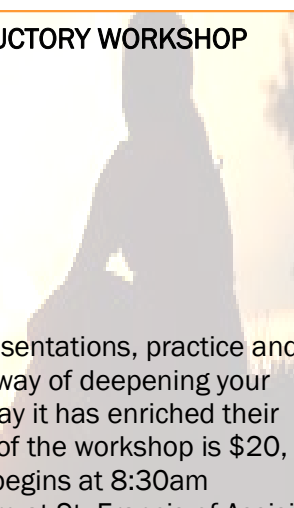 UCTORY WORKSHOP
sentations, practice and
way of deepening your
ay it has enriched their
of the workshop is $20,
begins at 8:30am
at St. Francis of Assisi